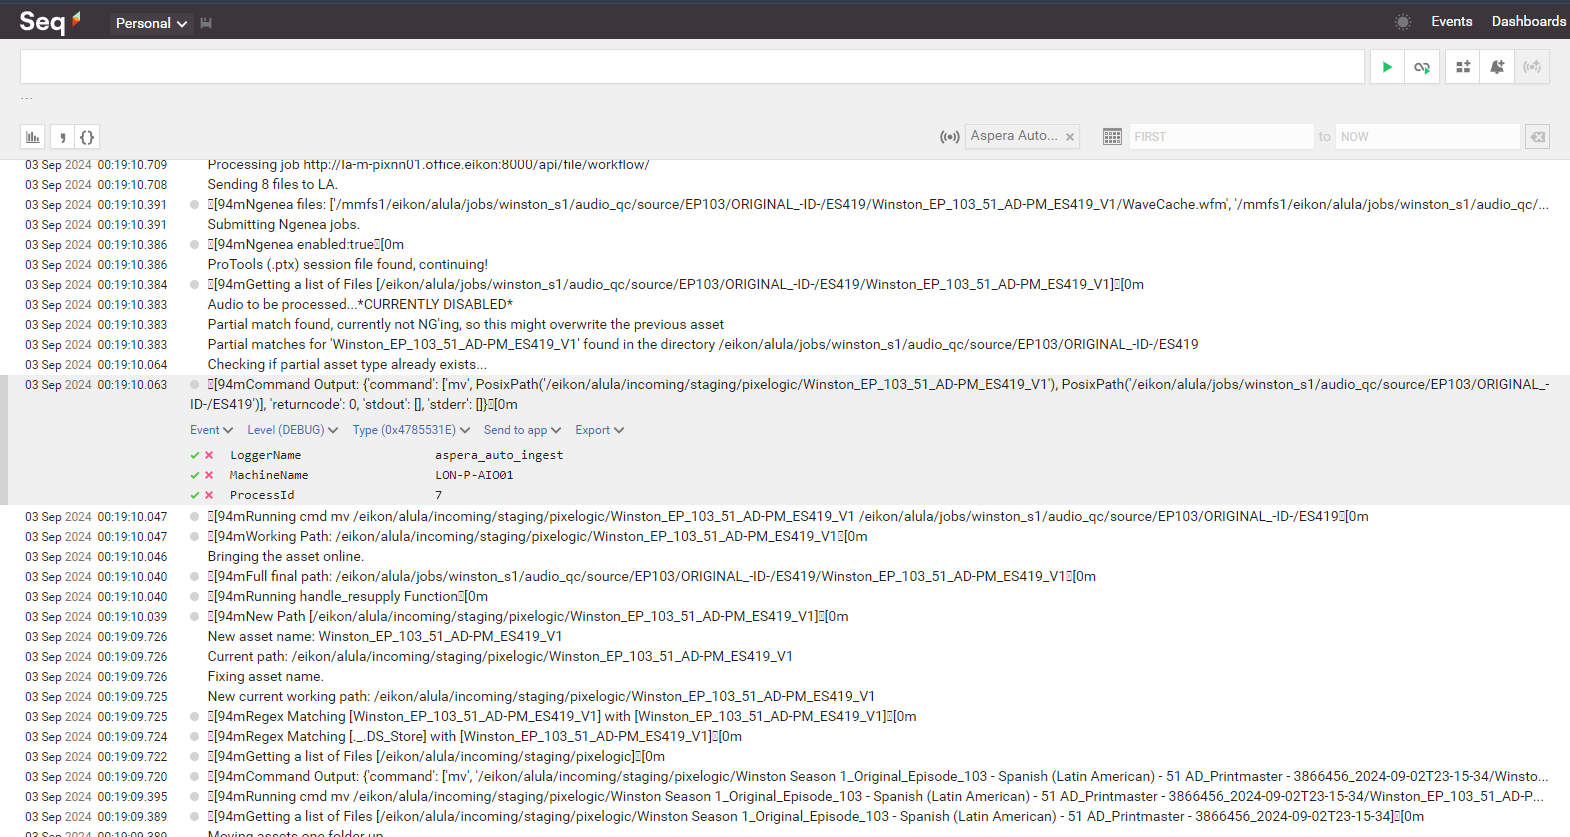 Seq
Personal
Events
Dashboards
...
Aspera Auto... ×
FIRST
to
NOW
03 Sep 2024 00:19:10.709 Processing job http://la-m-pixnn01.office.eikon:8000/api/file/workflow/
03 Sep 2024 00:19:10.708 Sending 8 files to LA.
03 Sep 2024 00:19:10.391 [94mNgenea files: ['/mmfs1/eikon/alula/jobs/winston_s1/audio_qc/source/EP103/ORIGINAL_-ID-/ES419/Winston_EP_103_51_AD-PM_ES419_V1/WaveCache.wfm', '/mmfs1/eikon/alula/jobs/winston_s1/audio_qc/...
03 Sep 2024 00:19:10.391 Submitting Ngenea jobs.
03 Sep 2024 00:19:10.386 [94mNgenea enabled:true[0m
03 Sep 2024 00:19:10.386 ProTools (.ptx) session file found, continuing!
03 Sep 2024 00:19:10.384 [94mGetting a list of Files [/eikon/alula/jobs/winston_s1/audio_qc/source/EP103/ORIGINAL_-ID-/ES419/Winston_EP_103_51_AD-PM_ES419_V1][0m
03 Sep 2024 00:19:10.383 Audio to be processed...*CURRENTLY DISABLED*
03 Sep 2024 00:19:10.383 Partial match found, currently not NG'ing, so this might overwrite the previous asset
03 Sep 2024 00:19:10.383 Partial matches for 'Winston_EP_103_51_AD-PM_ES419_V1' found in the directory /eikon/alula/jobs/winston_s1/audio_qc/source/EP103/ORIGINAL_-ID-/ES419
03 Sep 2024 00:19:10.064 Checking if partial asset type already exists...
03 Sep 2024 00:19:10.063 [94mCommand Output: {'command': ['mv', PosixPath('/eikon/alula/incoming/staging/pixelogic/Winston_EP_103_51_AD-PM_ES419_V1'), PosixPath('/eikon/alula/jobs/winston_s1/audio_qc/source/EP103/ORIGINAL_-
ID-/ES419')], 'returncode': 0, 'stdout': [], 'stderr': []}[0m
Event Level (DEBUG) Type (0x4785531E) Send to app Export
LoggerName aspera_auto_ingest
MachineName LON-P-AIO01
ProcessId 7
03 Sep 2024 00:19:10.047 [94mRunning cmd mv /eikon/alula/incoming/staging/pixelogic/Winston_EP_103_51_AD-PM_ES419_V1 /eikon/alula/jobs/winston_s1/audio_qc/source/EP103/ORIGINAL_-ID-/ES419[0m
03 Sep 2024 00:19:10.047 [94mWorking Path: /eikon/alula/incoming/staging/pixelogic/Winston_EP_103_51_AD-PM_ES419_V1[0m
03 Sep 2024 00:19:10.046 Bringing the asset online.
03 Sep 2024 00:19:10.040 [94mFull final path: /eikon/alula/jobs/winston_s1/audio_qc/source/EP103/ORIGINAL_-ID-/ES419/Winston_EP_103_51_AD-PM_ES419_V1[0m
03 Sep 2024 00:19:10.040 [94mRunning handle_resupply Function[0m
03 Sep 2024 00:19:10.039 [94mNew Path [/eikon/alula/incoming/staging/pixelogic/Winston_EP_103_51_AD-PM_ES419_V1][0m
03 Sep 2024 00:19:09.726 New asset name: Winston_EP_103_51_AD-PM_ES419_V1
03 Sep 2024 00:19:09.726 Current path: /eikon/alula/incoming/staging/pixelogic/Winston_EP_103_51_AD-PM_ES419_V1
03 Sep 2024 00:19:09.726 Fixing asset name.
03 Sep 2024 00:19:09.725 New current working path: /eikon/alula/incoming/staging/pixelogic/Winston_EP_103_51_AD-PM_ES419_V1
03 Sep 2024 00:19:09.725 [94mRegex Matching [Winston_EP_103_51_AD-PM_ES419_V1] with [Winston_EP_103_51_AD-PM_ES419_V1][0m
03 Sep 2024 00:19:09.724 [94mRegex Matching [._.DS_Store] with [Winston_EP_103_51_AD-PM_ES419_V1][0m
03 Sep 2024 00:19:09.722 [94mGetting a list of Files [/eikon/alula/incoming/staging/pixelogic][0m
03 Sep 2024 00:19:09.720 [94mCommand Output: {'command': ['mv', '/eikon/alula/incoming/staging/pixelogic/Winston Season 1_Original_Episode_103 - Spanish (Latin American) - 51 AD_Printmaster - 3866456_2024-09-02T23-15-34/Winsto...
03 Sep 2024 00:19:09.395 [94mRunning cmd mv /eikon/alula/incoming/staging/pixelogic/Winston Season 1_Original_Episode_103 - Spanish (Latin American) - 51 AD_Printmaster - 3866456_2024-09-02T23-15-34/Winston_EP_103_51_AD-P...
03 Sep 2024 00:19:09.389 [94mGetting a list of Files [/eikon/alula/incoming/staging/pixelogic/Winston Season 1_Original_Episode_103 - Spanish (Latin American) - 51 AD_Printmaster - 3866456_2024-09-02T23-15-34][0m
03 Sep 2024 00:19:09.389 Moving assets one folder up